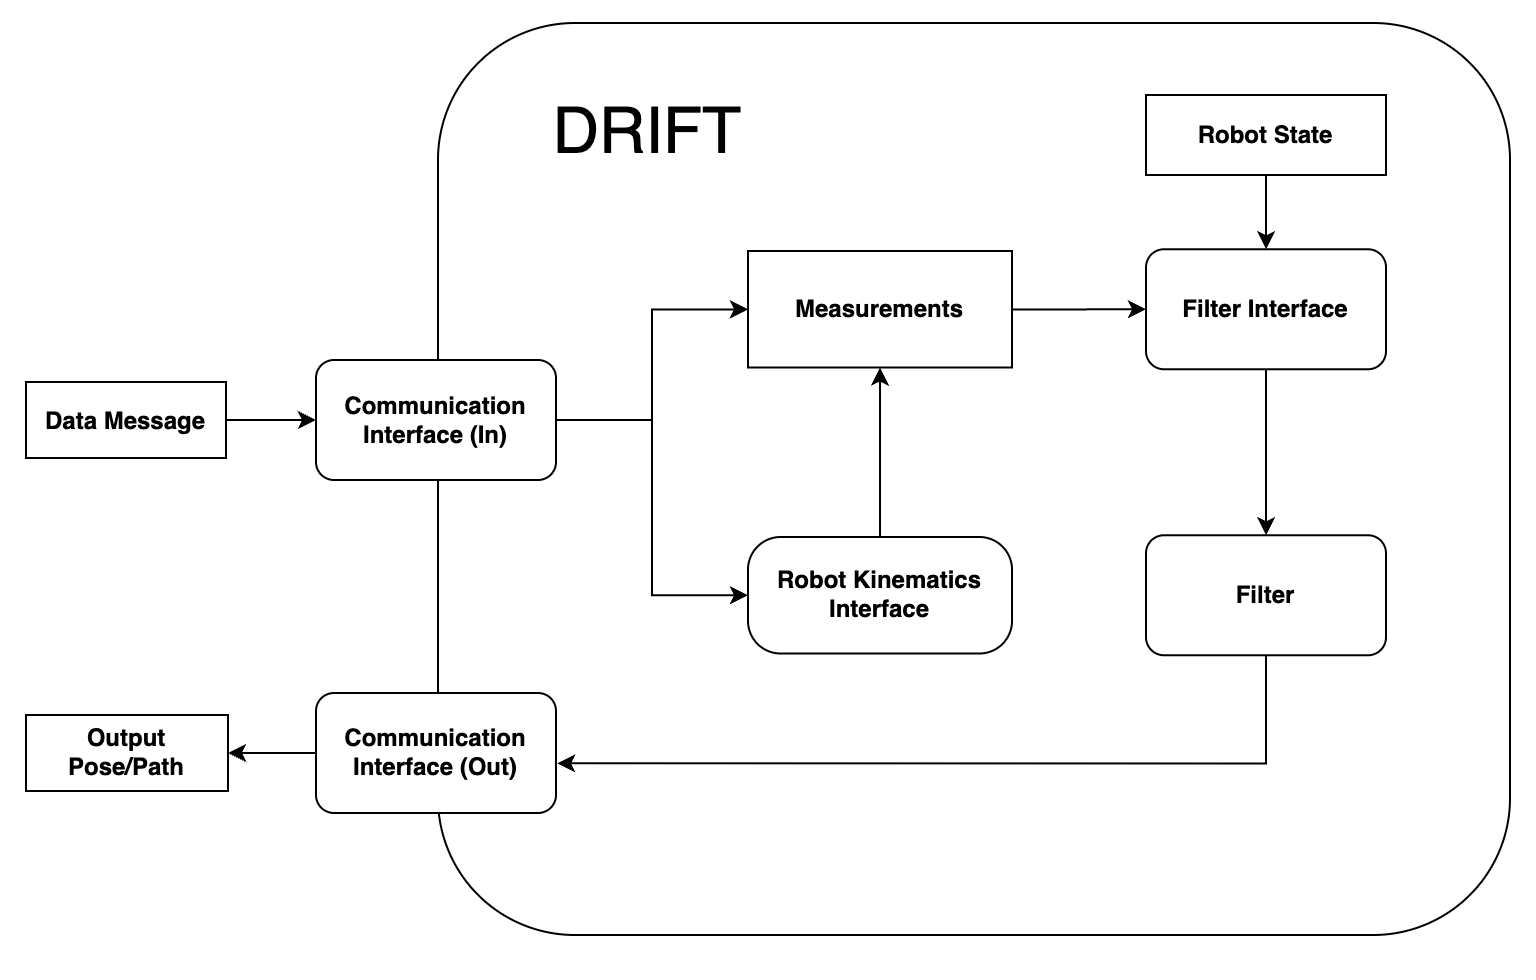 DRIFT
Robot State
Measurements
Filter Interface
Data Message
Communication
Interface (In)
Robot Kinematics
Interface
Filter
Output
Pose/Path
Communication
Interface (Out)